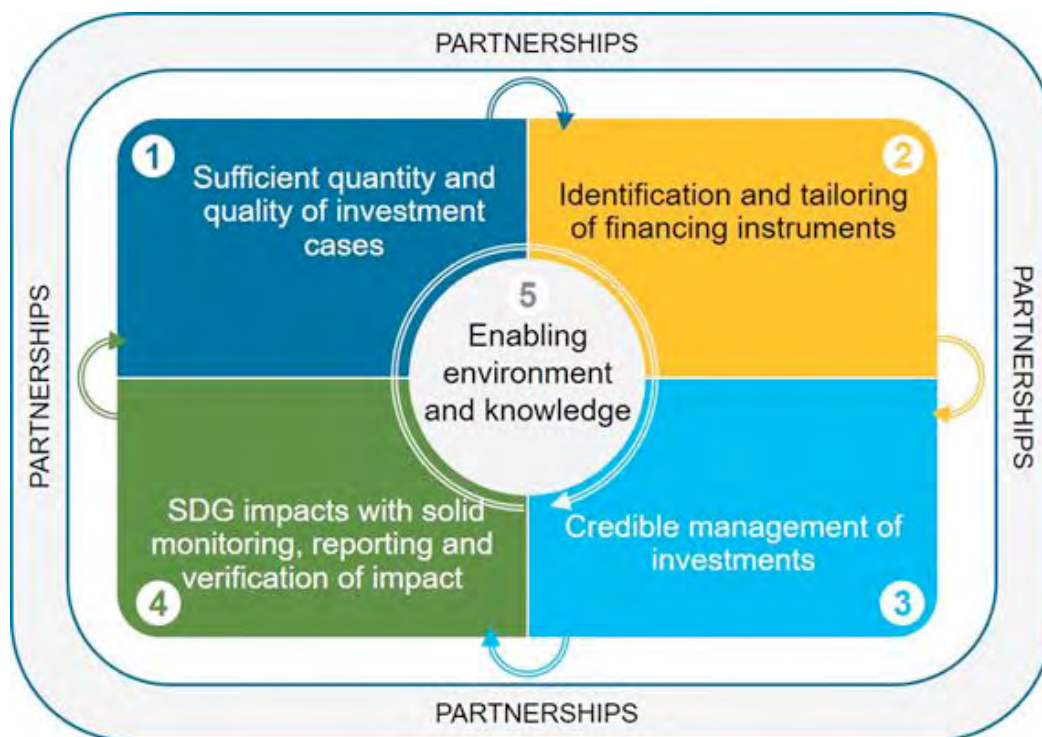 PARTNERSHIPS
1
Sufficient quantity and
quality of investment
cases
2
Identification and tailoring
of financing instruments
PARTNERSHIPS
PARTNERSHIPS
5
Enabling
environment
and knowledge
SDG impacts with solid
monitoring, reporting and
verification of impact
4
Credible management of
investments
3
PARTNERSHIPS